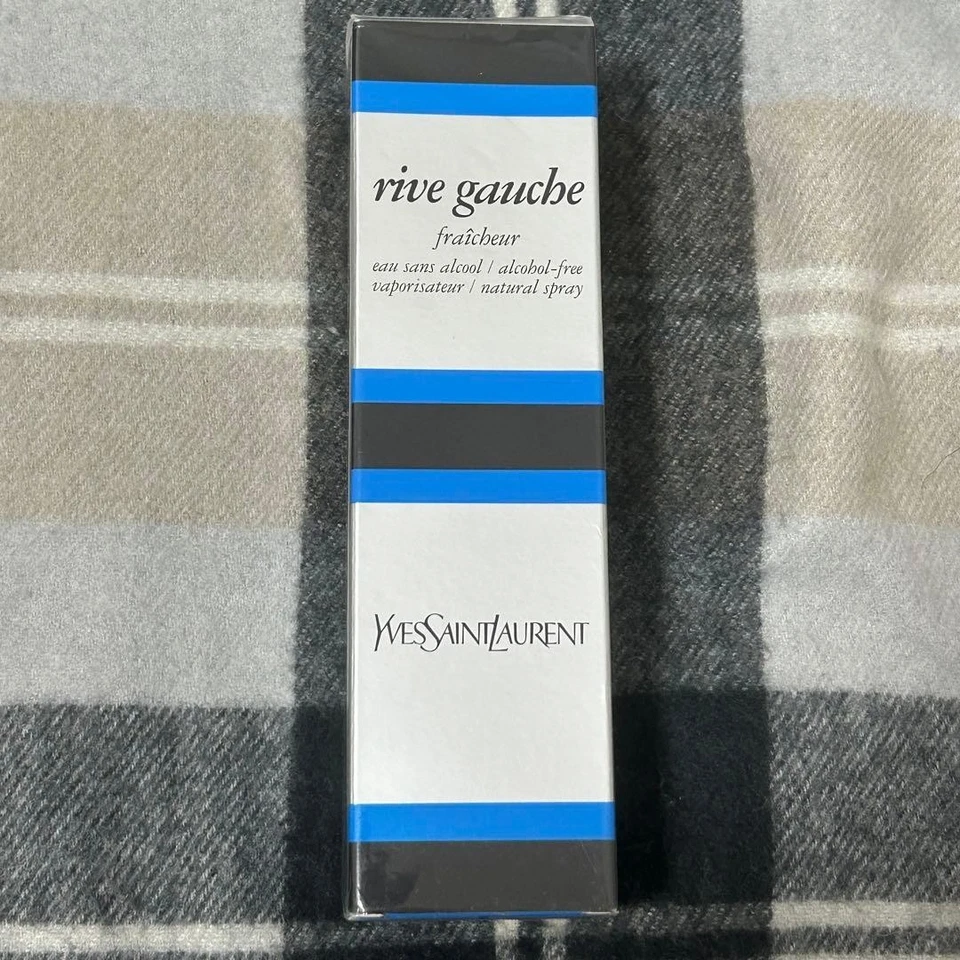 rive gauche
fraîcheur
eau sans alcool / alcohol-free
vaporisateur / natural spray
YVESSAINTLAURENT